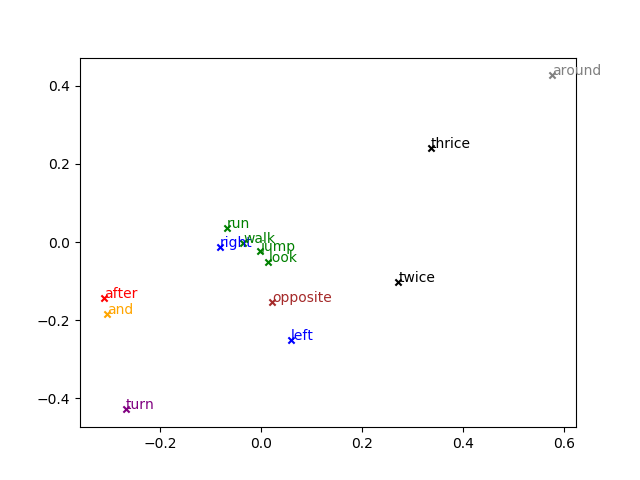 around
0.4
thrice
0.2
run
walk
right
0.0
jump
look
twice
after
opposite
and
−0.2
left
turn
−0.4
−0.2 0.0 0.2 0.4 0.6